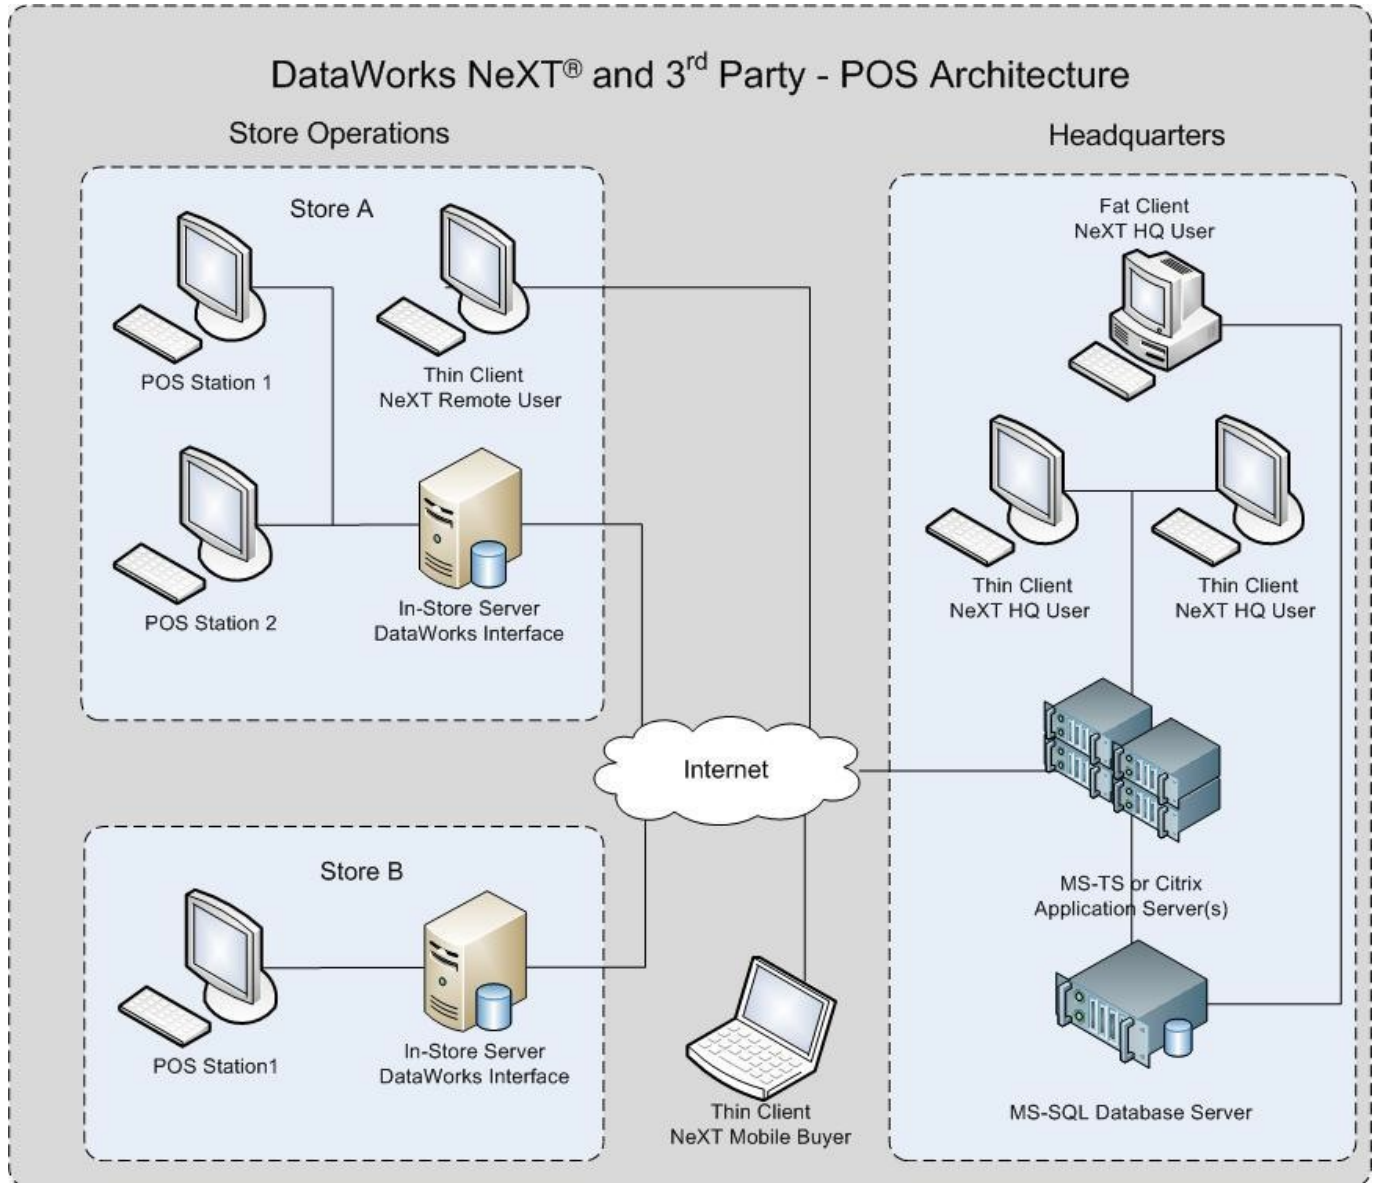 DataWorks NeXT® and 3rd Party - POS Architecture
Store Operations
Headquarters
Store A
POS Station 1
Thin Client
NeXT Remote User
POS Station 2
In-Store Server
DataWorks Interface
Fat Client
NeXT HQ User
Thin Client
NeXT HQ User
Thin Client
NeXT HQ User
Internet
MS-TS or Citrix
Application Server(s)
Store B
POS Station1
In-Store Server
DataWorks Interface
Thin Client
NeXT Mobile Buyer
MS-SQL Database Server